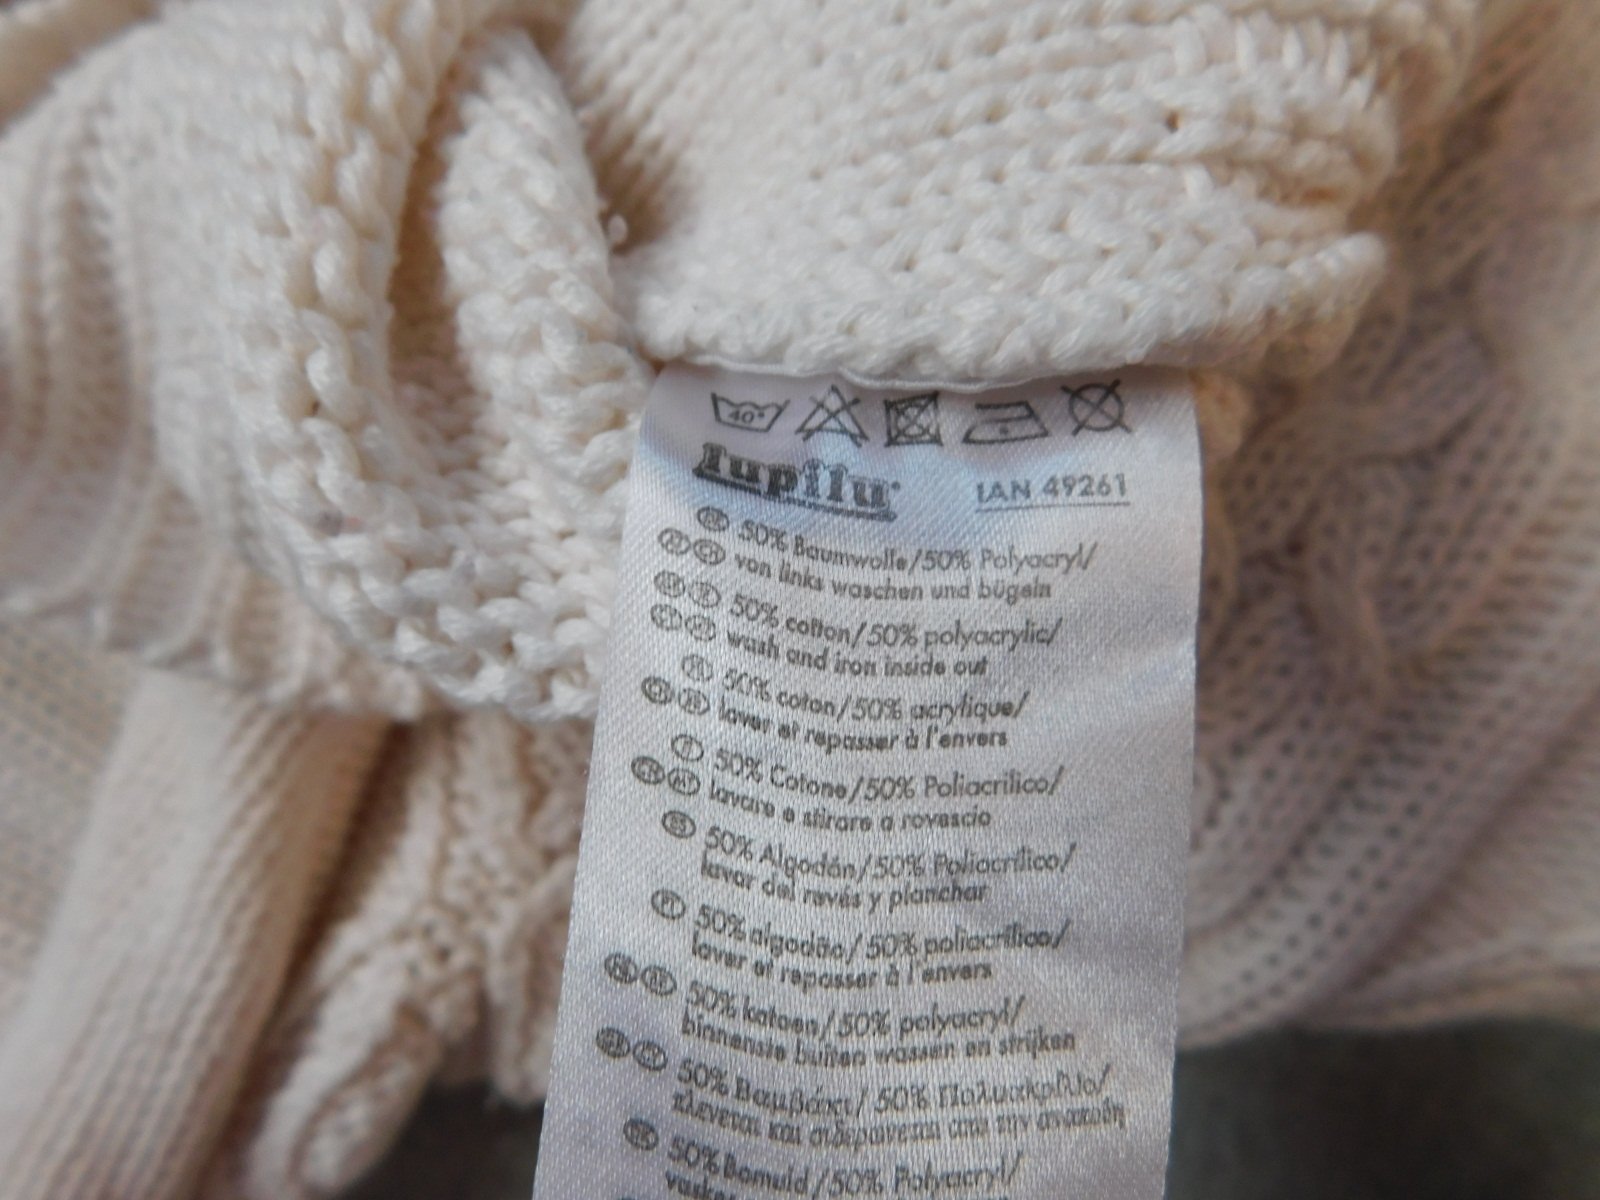 40°
lupilu
IAN 49261
50% Baumwolle/50% Polyacryl/
von links waschen und bügeln
50% cotton/50% polyacrylic/
wash and iron inside out
50% coton/50% acrylique/
laver et repasser à l'envers
50% Cotone/50% Poliacrilico/
lavare e stirare a rovescio
50% Algodón/50% Poliacrílico/
lavar del revés y planchar
50% algodão/50% poliacrílico/
laver et repasser à l'envers
50% katoen/50% polyacryl/
binenste buiten wassen en strijken
50% Βαμβάκι/50%
50% Bomuld/50% Polyacryl/